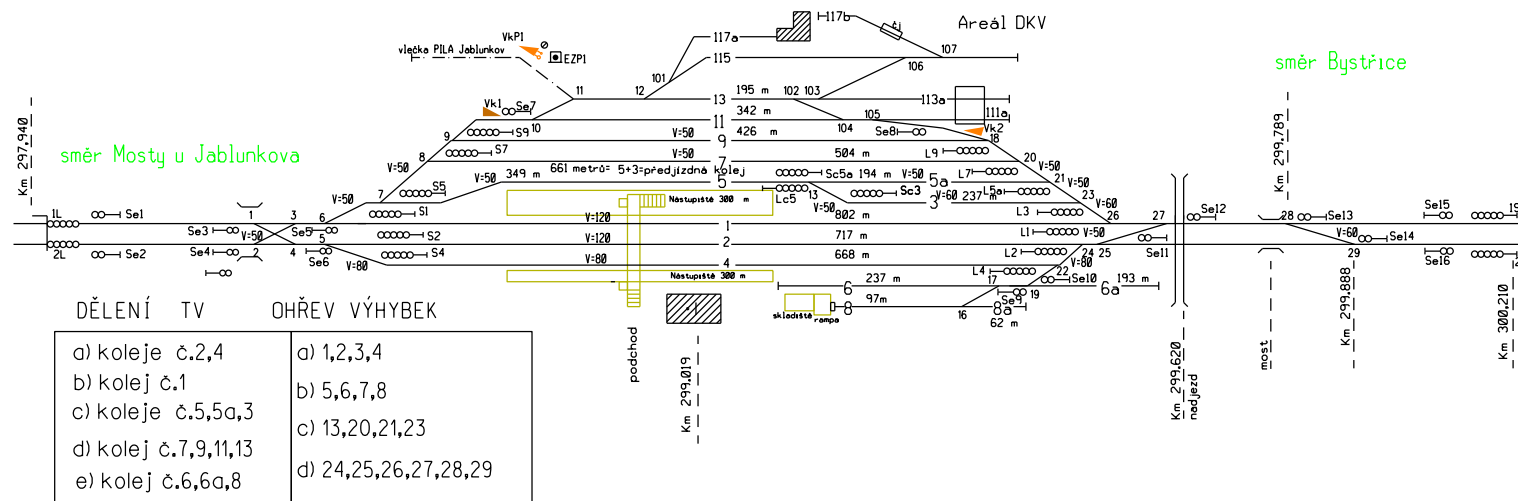 117b
čj
Areál DKV
117a
107
VkP1
vlečka PILA Jablunkov
EZP1
115
106
směr Bystřice
101
11
12
13
195 m
102
103
113a
Km 297.940
Vk1
Se7
342 m
Km 299.789
10
11
104
105
111a
S9
V=50
426 m
Se8
Vk2
9
9
18
směr Mosty u Jablunkova
S7
L9
V=50
504 m
8
7
20
V=50
349 m
V=50
661 metrů= 5+3=předjízdná kolej
Sc5a
194 m
V=50
L7
V=50
5
5a
21
S5
Lc5
13
Sc3
V=60
237 m
L5a
23
7
Nástupiště 300 m
V=50
3
V=60
1L
Se1
1
3
6
V=50
S1
V=120
802 m
L3
26
27
Se12
28
Se13
Se15
19
Se3
Se5
V=50
1
717 m
L1
V=50
V=60
S2
V=120
Se14
2L
Se2
Se4
2
4
5
Se6
2
668 m
L2
24
25
Se11
29
Se16
V=80
S4
V=80
4
Nástupiště 300 m
237 m
L4
17
22
Se10
193 m
6
Se9
19
6a
8
97m
16
8a
62 m
skladiště
rampa
podchod
Km 299.019
Km 299.620
nadjezd
most
Km 299.888
Km 300.210
DĚLENÍ TV
OHŘEV VÝHYBEK
a) koleje č.2,4
b) kolej č.1
c) koleje č.5,5a,3
d) kolej č.7,9,11,13
e) kolej č.6,6a,8
a) 1,2,3,4
b) 5,6,7,8
c) 13,20,21,23
d) 24,25,26,27,28,29